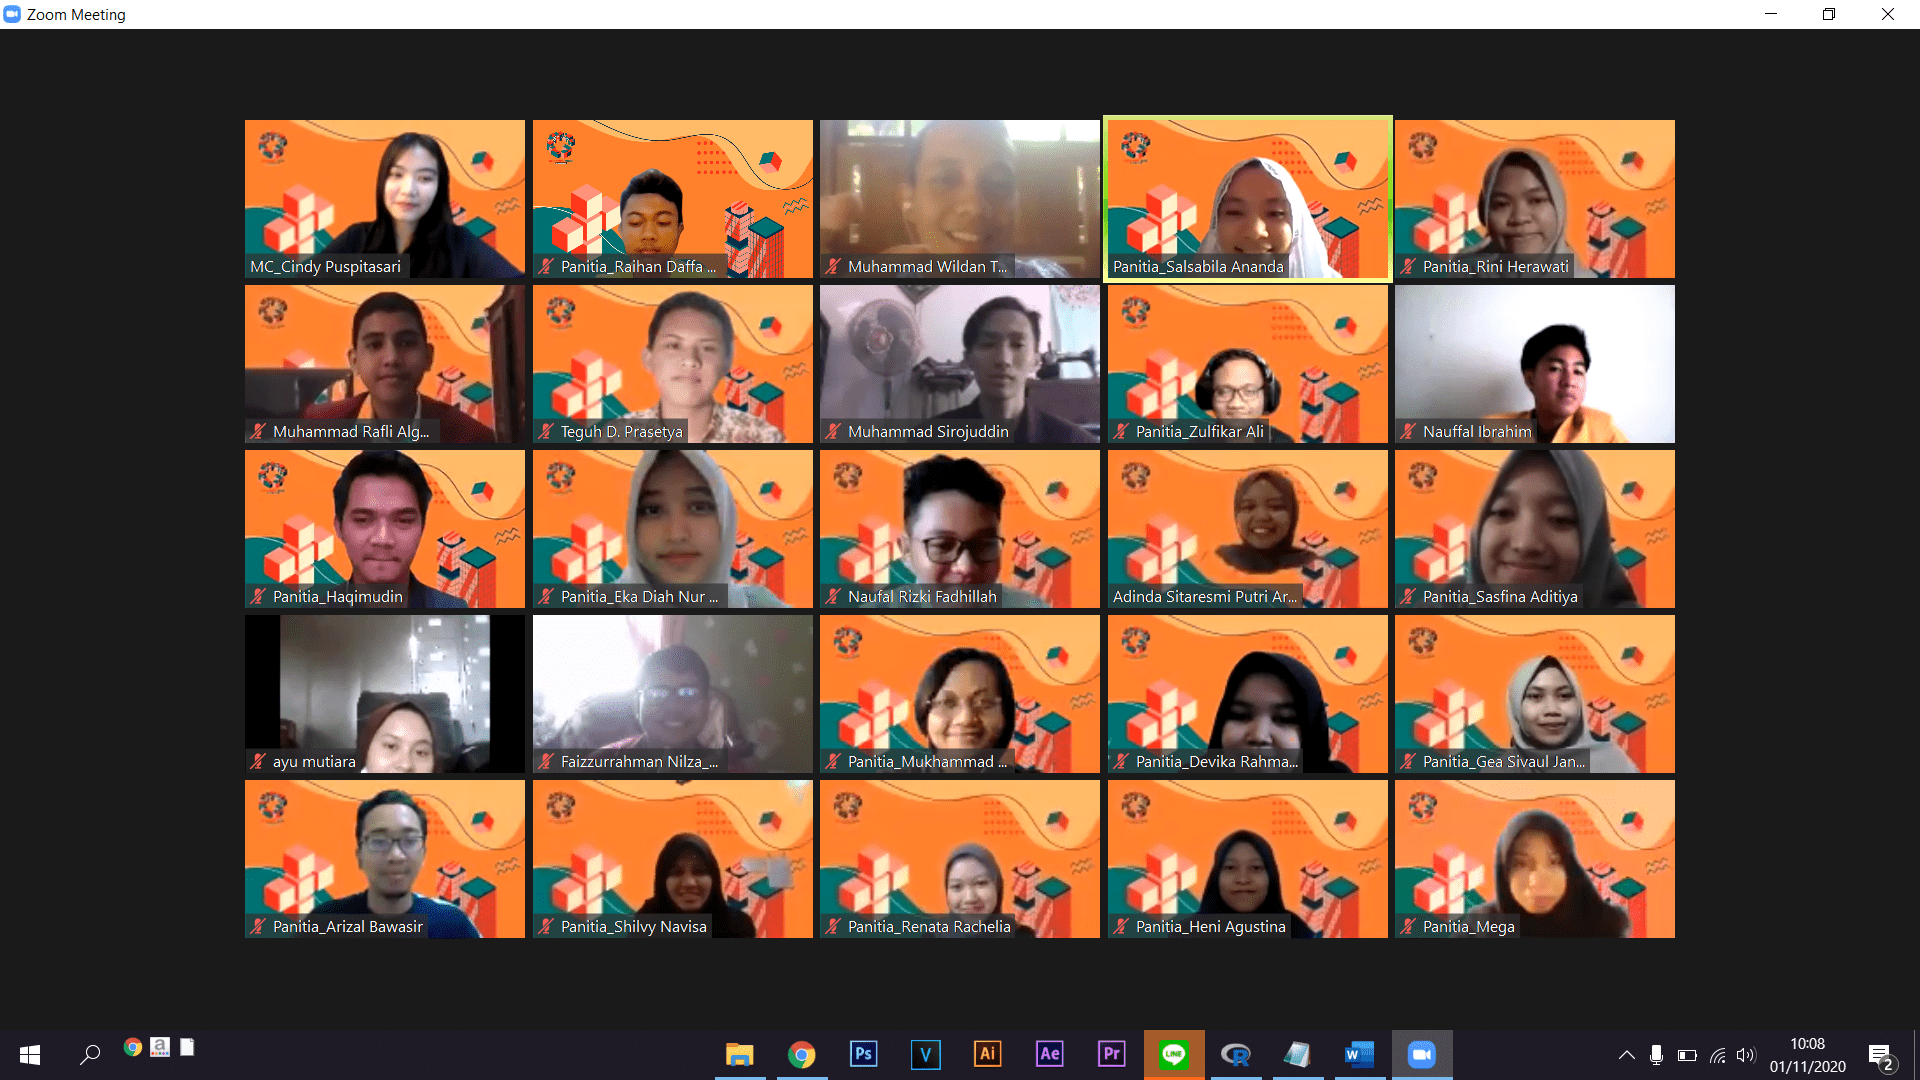 Zoom Meeting
MC_Cindy Puspitasari
Panitia_Raihan Daffa ...
Muhammad Wildan T...
Panitia_Salsabila Ananda
Panitia_Rini Herawati
Muhammad Rafli Alg...
Teguh D. Prasetya
Muhammad Sirojuddin
Panitia_Zulfikar Ali
Nauffal Ibrahim
Panitia_Haqimudin
Panitia_Eka Diah Nur ...
Naufal Rizki Fadhillah
Adinda Sitaresmi Putri Ar...
Panitia_Sasfina Aditiya
ayu mutiara
Faizzurrahman Nilza_...
Panitia_Mukhammad ...
Panitia_Devika Rahma...
Panitia_Gea Sivaul Jan...
Panitia_Arizal Bawasir
Panitia_Shilvy Navisa
Panitia_Renata Rachelia
Panitia_Heni Agustina
Panitia_Mega
a
Ps
V
Ai
Ae
Pr
LINE
R
W
10:08
01/11/2020
2